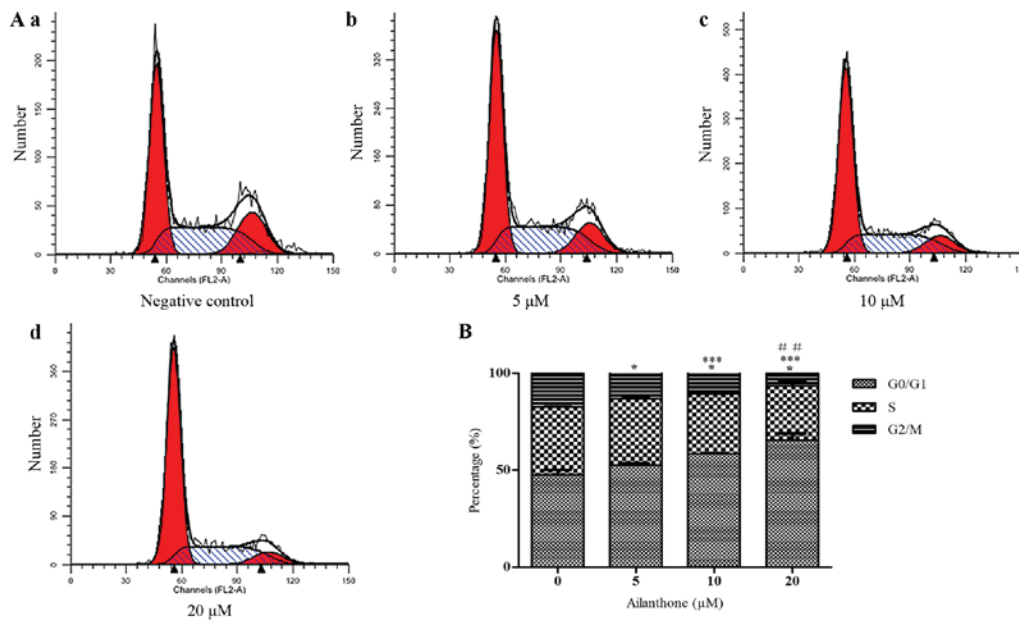 A a
Number
200
150
100
50
0
0 30 60 90 120 150
Channels (FL2-A)
Negative control
b
Number
320
240
160
80
0
0 30 60 90 120 150
Channels (FL2-A)
5 µM
c
Number
500
400
300
200
100
0
0 30 60 90 120 150
Channels (FL2-A)
10 µM
d
Number
360
270
180
90
0
0 30 60 90 120 150
Channels (FL2-A)
20 µM
B
Percentage (%)
100
50
0
*
***
*
# #
***
*
0 5 10 20
Ailanthone (µM)
G0/G1
S
G2/M